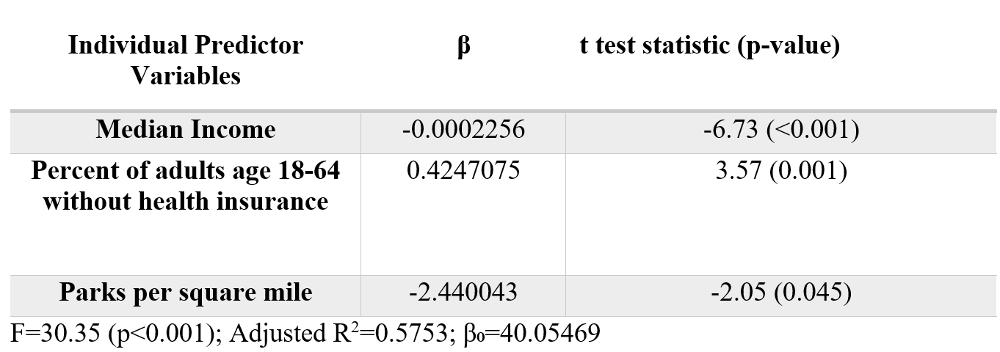 Individual Predictor Variables β t test statistic (p-value)
Median Income -0.0002256 -6.73 (<0.001)
Percent of adults age 18-64 without health insurance 0.4247075 3.57 (0.001)
Parks per square mile -2.440043 -2.05 (0.045)
F=30.35 (p<0.001); Adjusted R²=0.5753; β₀=40.05469